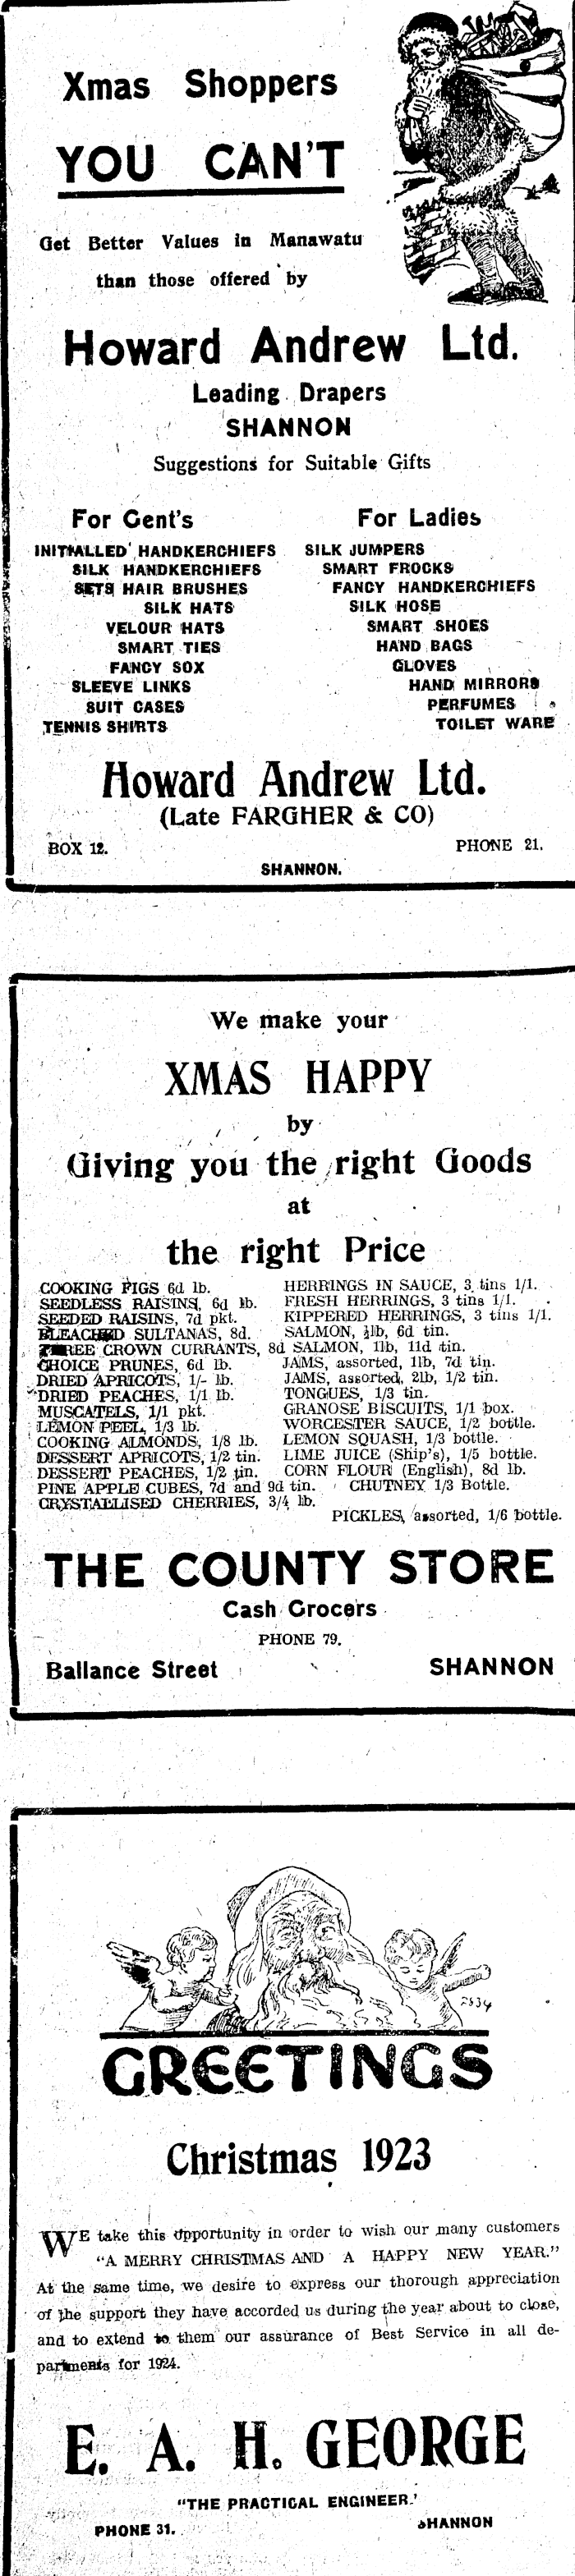 Xmas Shoppers
YOU CAN'T
Get Better Values in Manawatu
than those offered by
Howard Andrew Ltd.
Leading Drapers
SHANNON
Suggestions for Suitable Gifts
For Gent's
INITIALLED HANDKERCHIEFS
SILK HANDKERCHIEFS
SETS HAIR BRUSHES
SILK HATS
VELOUR HATS
SMART TIES
FANCY SOX
SLEEVE LINKS
SUIT CASES
TENNIS SHIRTS
For Ladies
SILK JUMPERS
SMART FROCKS
FANCY HANDKERCHIEFS
SILK HOSE
SMART SHOES
HAND BAGS
GLOVES
HAND MIRRORS
PERFUMES
TOILET WARE
Howard Andrew Ltd.
(Late FARGHER & CO)
BOX 12. PHONE 21.
SHANNON.
We make your
XMAS HAPPY
by
Giving you the right Goods
at
the right Price
COOKING FIGS 6d lb.
SEEDLESS RAISINS, 6d lb.
SEEDED RAISINS, 7d pkt.
BLEACHED SULTANAS, 8d.
THREE CROWN CURRANTS, 8d
CHOICE PRUNES, 6d lb.
DRIED APRICOTS, 1/- lb.
DRIED PEACHES, 1/1 lb.
MUSCATELS, 1/1 pkt.
LEMON PEEL, 1/3 lb.
COOKING ALMONDS, 1/8 lb.
DESSERT APRICOTS, 1/2 tin.
DESSERT PEACHES, 1/2 tin.
PINE APPLE CUBES, 7d and 9d tin.
CRYSTALLISED CHERRIES, 3/4 lb.
HERRINGS IN SAUCE, 3 tins 1/1.
FRESH HERRINGS, 3 tins 1/1.
KIPPERED HERRINGS, 3 tins 1/1.
SALMON, ½lb, 6d tin.
SALMON, 1lb, 11d tin.
JAMS, assorted, 1lb, 7d tin.
JAMS, assorted, 2lb, 1/2 tin.
TONGUES, 1/3 tin.
GRANOSE BISCUITS, 1/1 box.
WORCESTER SAUCE, 1/2 bottle.
LEMON SQUASH, 1/3 bottle.
LIME JUICE (Ship's), 1/5 bottle.
CORN FLOUR (English), 8d lb.
CHUTNEY 1/3 Bottle.
PICKLES, assorted, 1/6 bottle.
THE COUNTY STORE
Cash Grocers
PHONE 79.
Ballance Street SHANNON
2834
GREETINGS
Christmas 1923
WE take this opportunity in order to wish our many customers
"A MERRY CHRISTMAS AND A HAPPY NEW YEAR."
At the same time, we desire to express our thorough appreciation
of the support they have accorded us during the year about to close,
and to extend to them our assurance of Best Service in all de-
partments for 1924.
E. A. H. GEORGE
"THE PRACTICAL ENGINEER.'
PHONE 31. SHANNON